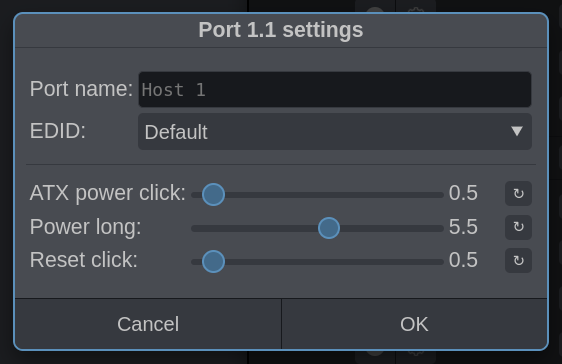 Port 1.1 settings
Port name: Host 1
EDID: Default
ATX power click: 0.5
Power long: 5.5
Reset click: 0.5
Cancel OK